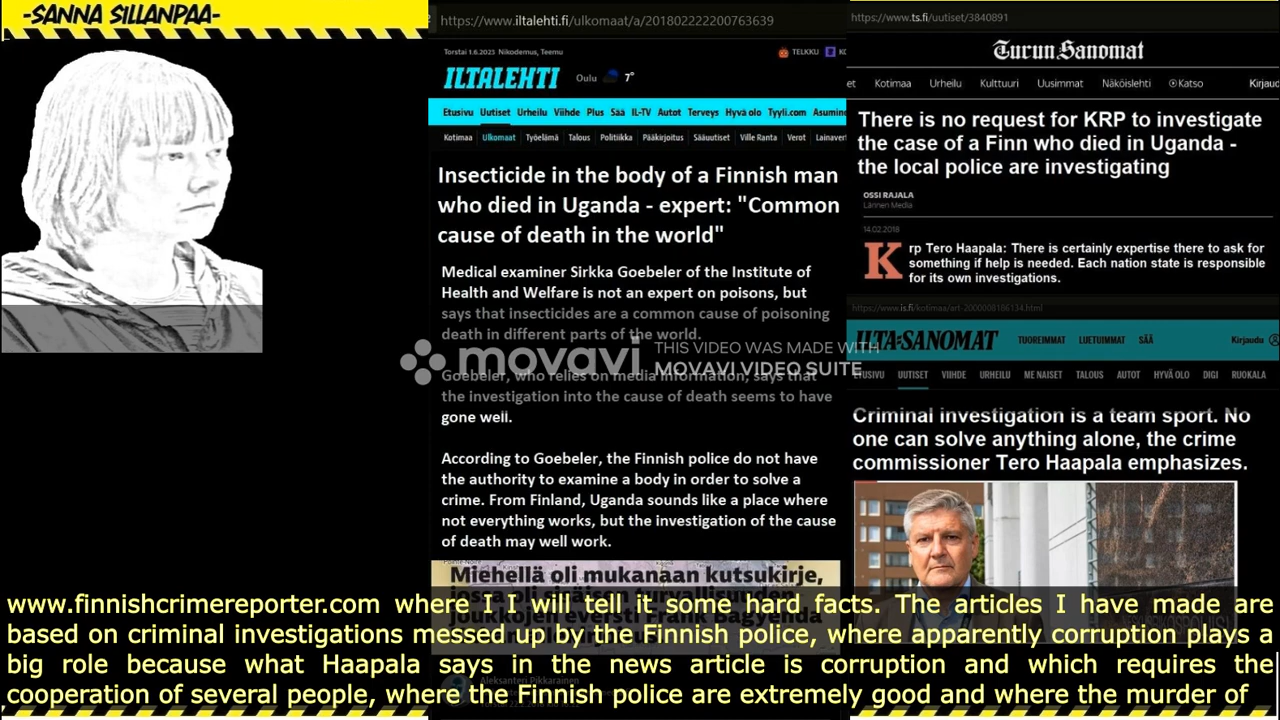 -SANNA SILLANPAA-
https://www.iltalehti.fi/ulkomaat/a/201802222200763639
Torstai 1.6.2023 Nikodemus, Teemu
TELKKU
ILTALEHTI
Oulu 7°
Etusivu Uutiset Urheilu Viihde Plus Sää IL-TV Autot Terveys Hyvä olo Tyyli.com Asumine
Kotimaa Ulkomaat Työelämä Talous Politiikka Pääkirjoitus Sääuutiset Ville Ranta Verot Lainavert
Insecticide in the body of a Finnish man
who died in Uganda - expert: "Common
cause of death in the world"
Medical examiner Sirkka Goebeler of the Institute of
Health and Welfare is not an expert on poisons, but
says that insecticides are a common cause of poisoning
death in different parts of the world.
Goebeler, who relies on media information, says that
the investigation into the cause of death seems to have
gone well.
According to Goebeler, the Finnish police do not have
the authority to examine a body in order to solve a
crime. From Finland, Uganda sounds like a place where
not everything works, but the investigation of the cause
of death may well work.
Miehellä oli mukanaan kutsukirje,
jossa oli sisäisen turvallisuuden
joukkojen eversti Frank Bagyenda
Aleksanteri Pikkarainen
https://www.ts.fi/uutiset/3840891
Turun Sanomat
et Kotimaa Urheilu Kulttuuri Uusimmat Näköislehti Katso Kirjaud
There is no request for KRP to investigate
the case of a Finn who died in Uganda -
the local police are investigating
OSSI RAJALA
Lännen Media
14.02.2018
Krp Tero Haapala: There is certainly expertise there to ask for
something if help is needed. Each nation state is responsible
for its own investigations.
https://www.is.fi/kotimaa/art-2000008186134.html
ILTA-SANOMAT
TUOREIMMAT LUETUIMMAT SÄÄ Kirjaudu
ETUSIVU UUTISET VIIHDE URHEILU ME NAISET TALOUS AUTOT HYVÄ OLO DIGI RUOKALA
Criminal investigation is a team sport. No
one can solve anything alone, the crime
commissioner Tero Haapala emphasizes.
movavi
THIS VIDEO WAS MADE WITH
MOVAVI VIDEO SUITE
www.finnishcrimereporter.com where I I will tell it some hard facts. The articles I have made are
based on criminal investigations messed up by the Finnish police, where apparently corruption plays a
big role because what Haapala says in the news article is corruption and which requires the
cooperation of several people, where the Finnish police are extremely good and where the murder of